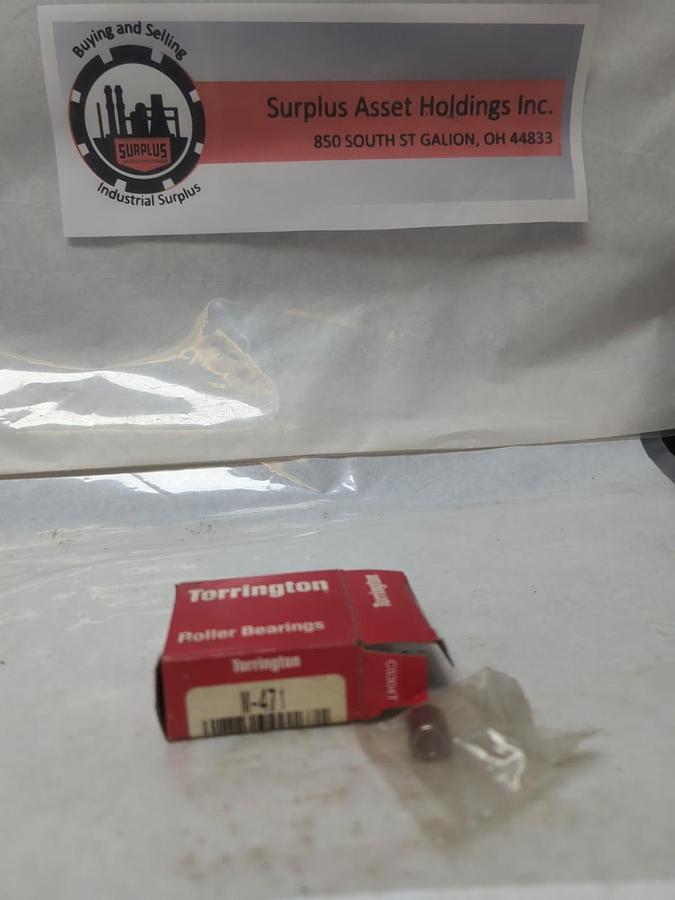 Buying and Selling
SURPLUS
Industrial Surplus
Surplus Asset Holdings Inc.
850 SOUTH ST GALION, OH 44833
Torrington
Roller Bearings
Torrington
Torrington